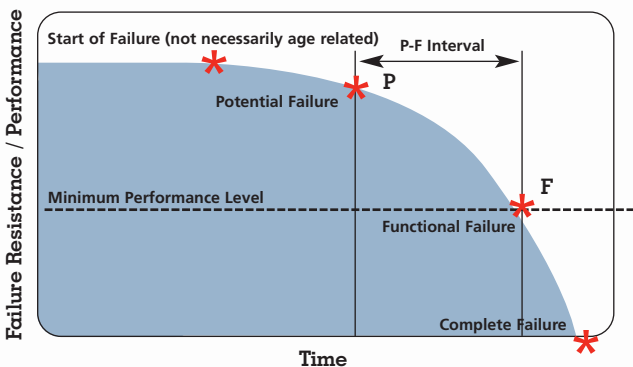 Start of Failure (not necessarily age related)
P-F Interval
P
Potential Failure
Minimum Performance Level
F
Functional Failure
Complete Failure
Failure Resistance / Performance
Time